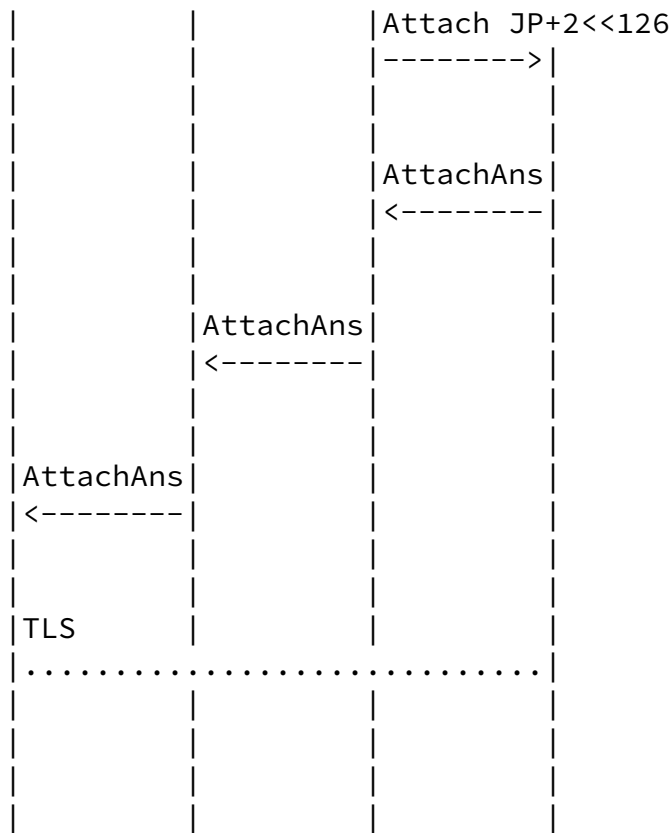 Attach JP+2<<126
-------->
AttachAns
<--------
AttachAns
<--------
AttachAns
<--------
TLS
.............................